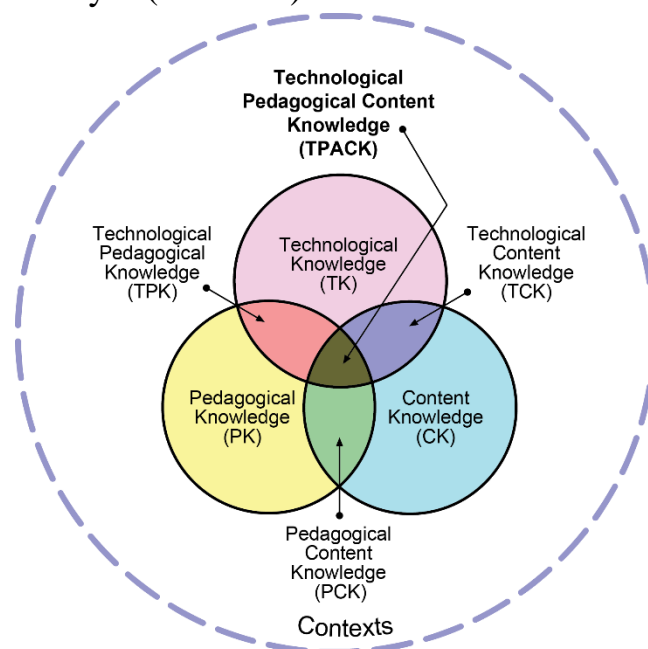 Technological
Pedagogical Content
Knowledge
(TPACK)
Technological
Pedagogical
Knowledge
(TPK)
Technological
Knowledge
(TK)
Technological
Content
Knowledge
(TCK)
Pedagogical
Knowledge
(PK)
Content
Knowledge
(CK)
Pedagogical
Content
Knowledge
(PCK)
Contexts